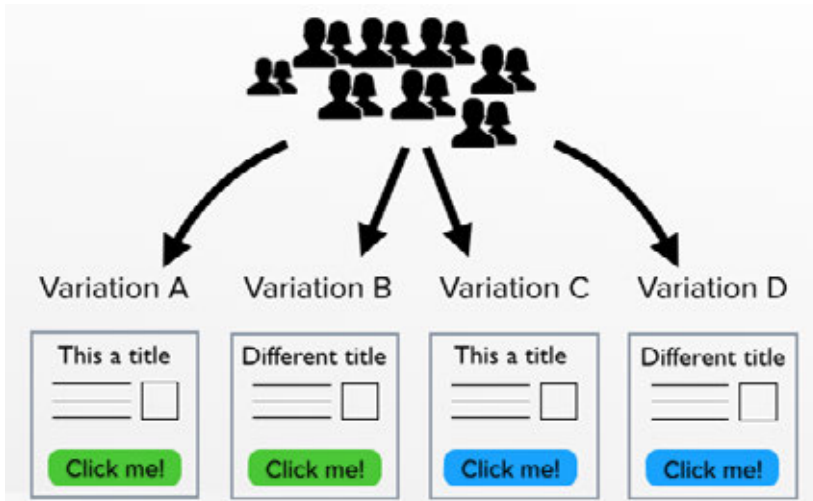 Variation A
Variation B
Variation C
Variation D
This a title
Different title
This a title
Different title
Click me!
Click me!
Click me!
Click me!